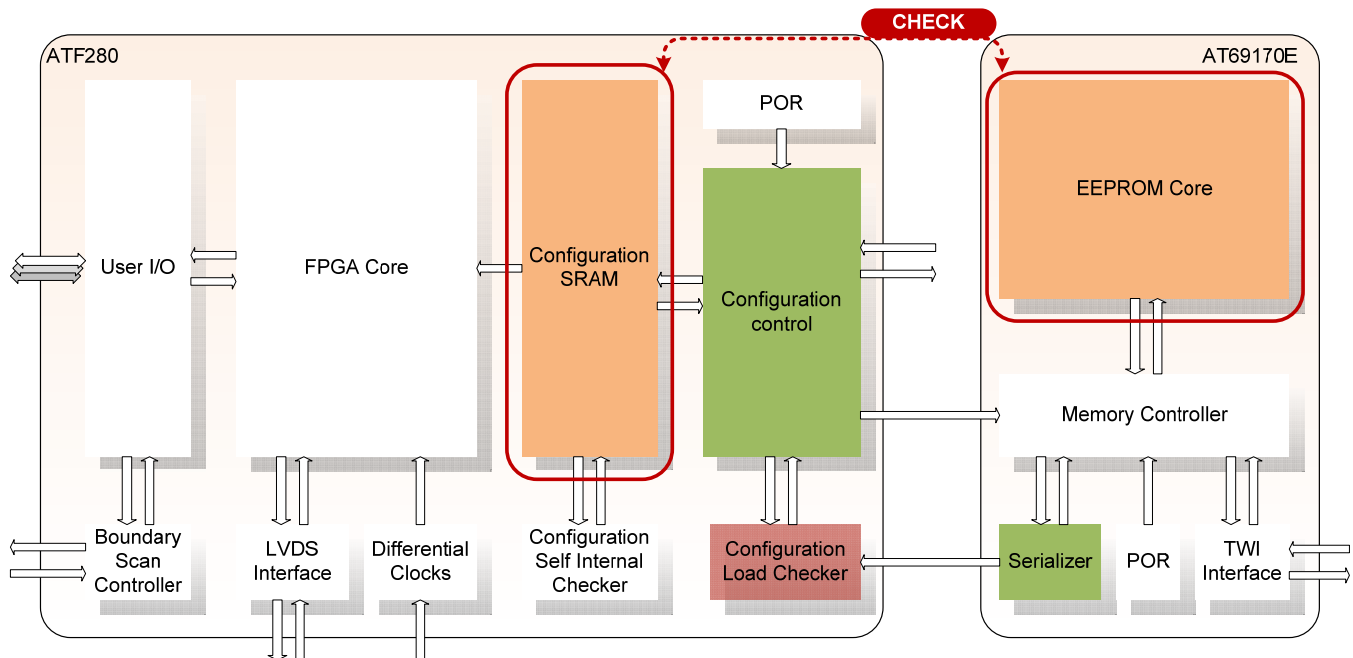 CHECK
ATF280
AT69170E
POR
EEPROM Core
User I/O
FPGA Core
Configuration
SRAM
Configuration
control
Memory Controller
Boundary
Scan
Controller
LVDS
Interface
Differential
Clocks
Configuration
Self Internal
Checker
Configuration
Load Checker
Serializer
POR
TWI
Interface